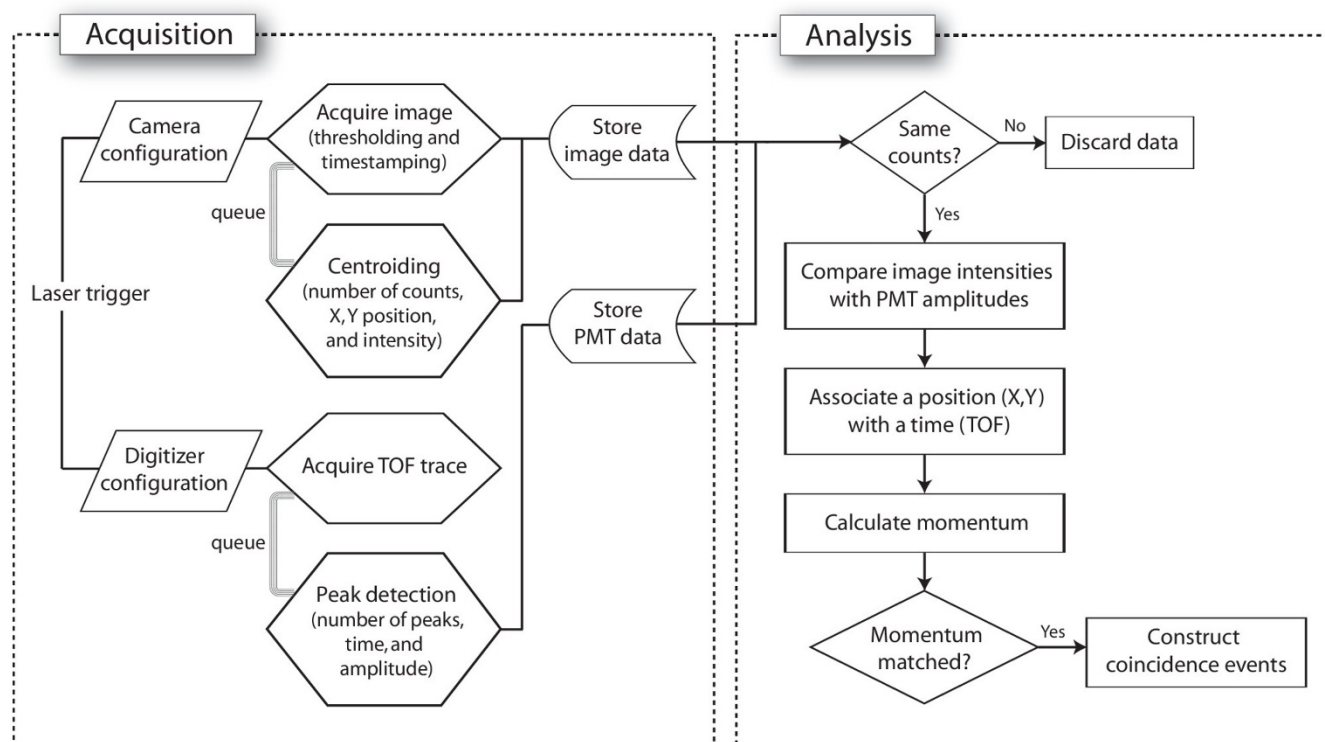 Acquisition
Analysis
Laser trigger
Camera
configuration
Acquire image
(thresholding and
timestamping)
queue
Centroiding
(number of counts,
X,Y position,
and intensity)
Store
image data
Digitizer
configuration
Acquire TOF trace
queue
Peak detection
(number of peaks,
time, and
amplitude)
Store
PMT data
Same
counts?
No
Discard data
Yes
Compare image intensities
with PMT amplitudes
Associate a position (X,Y)
with a time (TOF)
Calculate momentum
Momentum
matched?
Yes
Construct
coincidence events